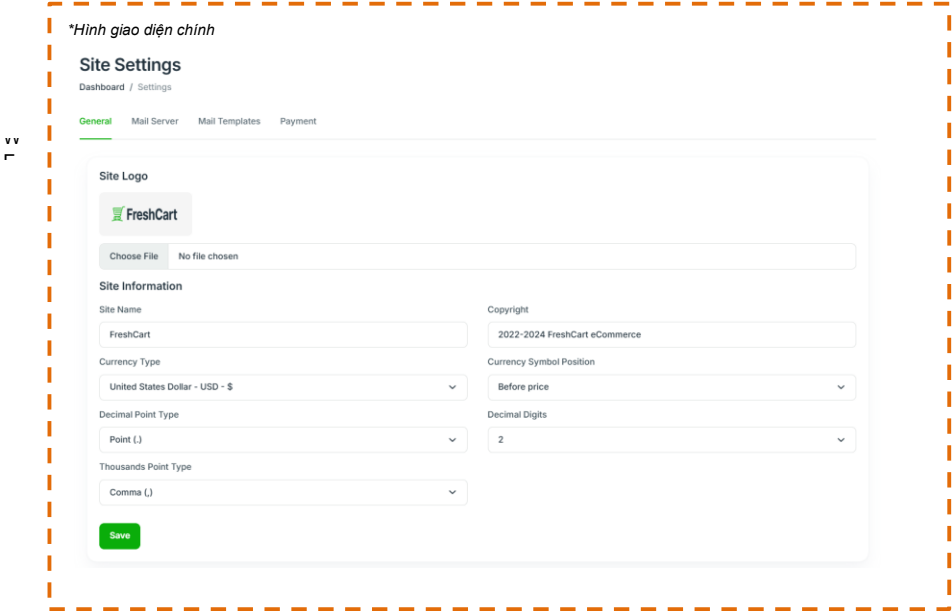 *Hình giao diện chính
Site Settings
Dashboard / Settings
General Mail Server Mail Templates Payment
Site Logo
FreshCart
Choose File No file chosen
Site Information
Site Name Copyright
FreshCart 2022-2024 FreshCart eCommerce
Currency Type Currency Symbol Position
United States Dollar - USD - $ Before price
Decimal Point Type Decimal Digits
Point (.) 2
Thousands Point Type
Comma (,)
Save